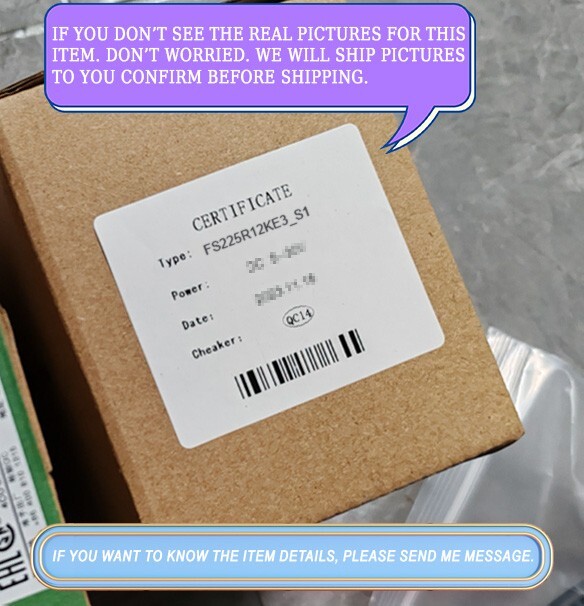 IF YOU DON'T SEE THE REAL PICTURES FOR THIS
ITEM. DON'T WORRIED. WE WILL SHIP PICTURES
TO YOU CONFIRM BEFORE SHIPPING.
CERTIFICATE
Type: FS225R12KE3_S1
Power:
Date:
Cheaker: QC14
EAC
IF YOU WANT TO KNOW THE ITEM DETAILS, PLEASE SEND ME MESSAGE.